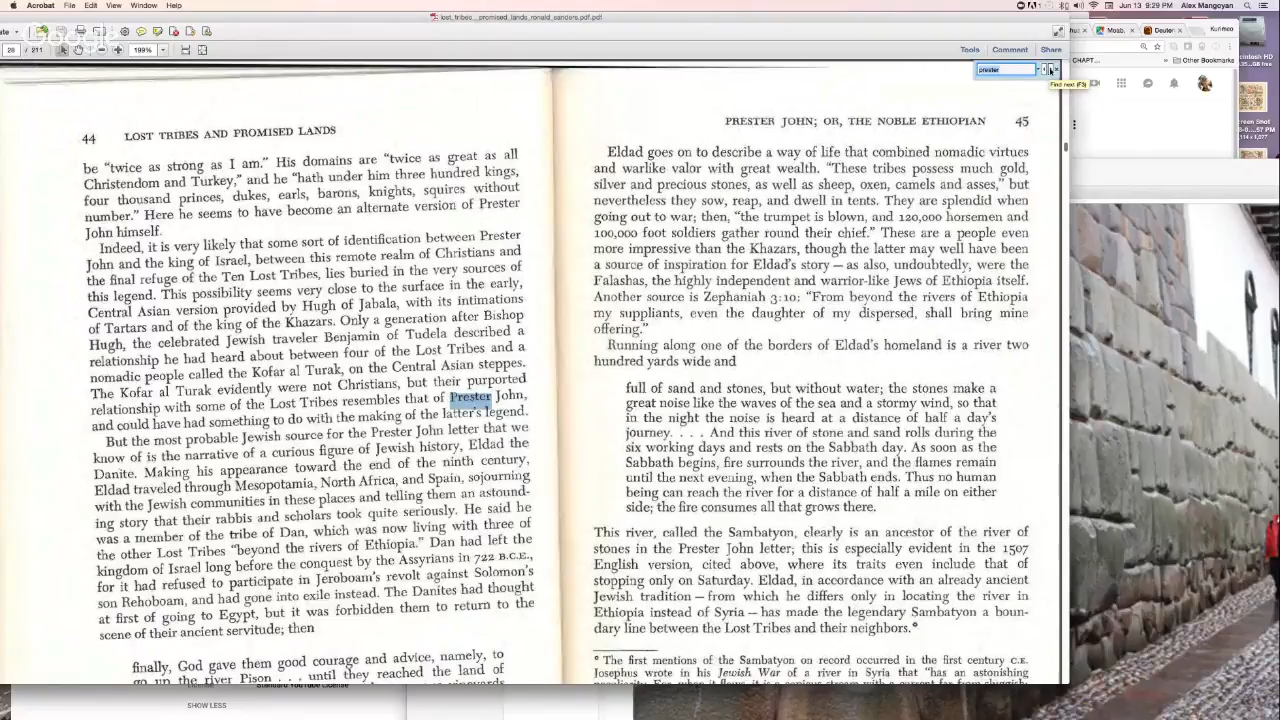 Acrobat File Edit View Window Help
Jun 13 9:29 PM Alex Mangoyan
lost_tribes__promised_lands_ronald_sanders.pdf.pdf
Google
28 / 211
199%
Tools Comment Share
prester
Find next (F3)
Moab,
Deuter
Kurimeo
CHAPT...
Other Bookmarks
44 LOST TRIBES AND PROMISED LANDS
be “twice as strong as I am.” His domains are “twice as great as all
Christendom and Turkey,” and he “hath under him three hundred kings,
four thousand princes, dukes, earls, barons, knights, squires without
number.” Here he seems to have become an alternate version of Prester
John himself.
Indeed, it is very likely that some sort of identification between Prester
John and the king of Israel, between this remote realm of Christians and
the final refuge of the Ten Lost Tribes, lies buried in the very sources of
this legend. This possibility seems very close to the surface in the early,
Central Asian version provided by Hugh of Jabala, with its intimations
of Tartars and of the king of the Khazars. Only a generation after Bishop
Hugh, the celebrated Jewish traveler Benjamin of Tudela described a
relationship he had heard about between four of the Lost Tribes and a
nomadic people called the Kofar al Turak, on the Central Asian steppes.
The Kofar al Turak evidently were not Christians, but their purported
relationship with some of the Lost Tribes resembles that of Prester John,
and could have had something to do with the making of the latter's legend.
But the most probable Jewish source for the Prester John letter that we
know of is the narrative of a curious figure of Jewish history, Eldad the
Danite. Making his appearance toward the end of the ninth century,
Eldad traveled through Mesopotamia, North Africa, and Spain, sojourning
with the Jewish communities in these places and telling them an astound-
ing story that their rabbis and scholars took quite seriously. He said he
was a member of the tribe of Dan, which was now living with three of
the other Lost Tribes “beyond the rivers of Ethiopia.” Dan had left the
kingdom of Israel long before the conquest by the Assyrians in 722 B.C.E.,
for it had refused to participate in Jeroboam's revolt against Solomon's
son Rehoboam, and had gone into exile instead. The Danites had thought
at first of going to Egypt, but it was forbidden them to return to the
scene of their ancient servitude; then
finally, God gave them good courage and advice, namely, to
go up the river Pison . . . until they reached the land of
PRESTER JOHN; OR, THE NOBLE ETHIOPIAN 45
Eldad goes on to describe a way of life that combined nomadic virtues
and warlike valor with great wealth. “These tribes possess much gold,
silver and precious stones, as well as sheep, oxen, camels and asses,” but
nevertheless they sow, reap, and dwell in tents. They are splendid when
going out to war; then, “the trumpet is blown, and 120,000 horsemen and
100,000 foot soldiers gather round their chief.” These are a people even
more impressive than the Khazars, though the latter may well have been
a source of inspiration for Eldad's story — as also, undoubtedly, were the
Falashas, the highly independent and warrior-like Jews of Ethiopia itself.
Another source is Zephaniah 3:10: “From beyond the rivers of Ethiopia
my suppliants, even the daughter of my dispersed, shall bring mine
offering.”
Running along one of the borders of Eldad's homeland is a river two
hundred yards wide and
full of sand and stones, but without water; the stones make a
great noise like the waves of the sea and a stormy wind, so that
in the night the noise is heard at a distance of half a day's
journey. . . . And this river of stone and sand rolls during the
six working days and rests on the Sabbath day. As soon as the
Sabbath begins, fire surrounds the river, and the flames remain
until the next evening, when the Sabbath ends. Thus no human
being can reach the river for a distance of half a mile on either
side; the fire consumes all that grows there.
This river, called the Sambatyon, clearly is an ancestor of the river of
stones in the Prester John letter; this is especially evident in the 1507
English version, cited above, where its traits even include that of
stopping only on Saturday. Eldad, in accordance with an already ancient
Jewish tradition — from which he differs only in locating the river in
Ethiopia instead of Syria — has made the legendary Sambatyon a boun-
dary line between the Lost Tribes and their neighbors.*
* The first mentions of the Sambatyon on record occurred in the first century C.E.
Josephus wrote in his Jewish War of a river in Syria that “has an astonishing
Standard YouTube License
SHOW LESS